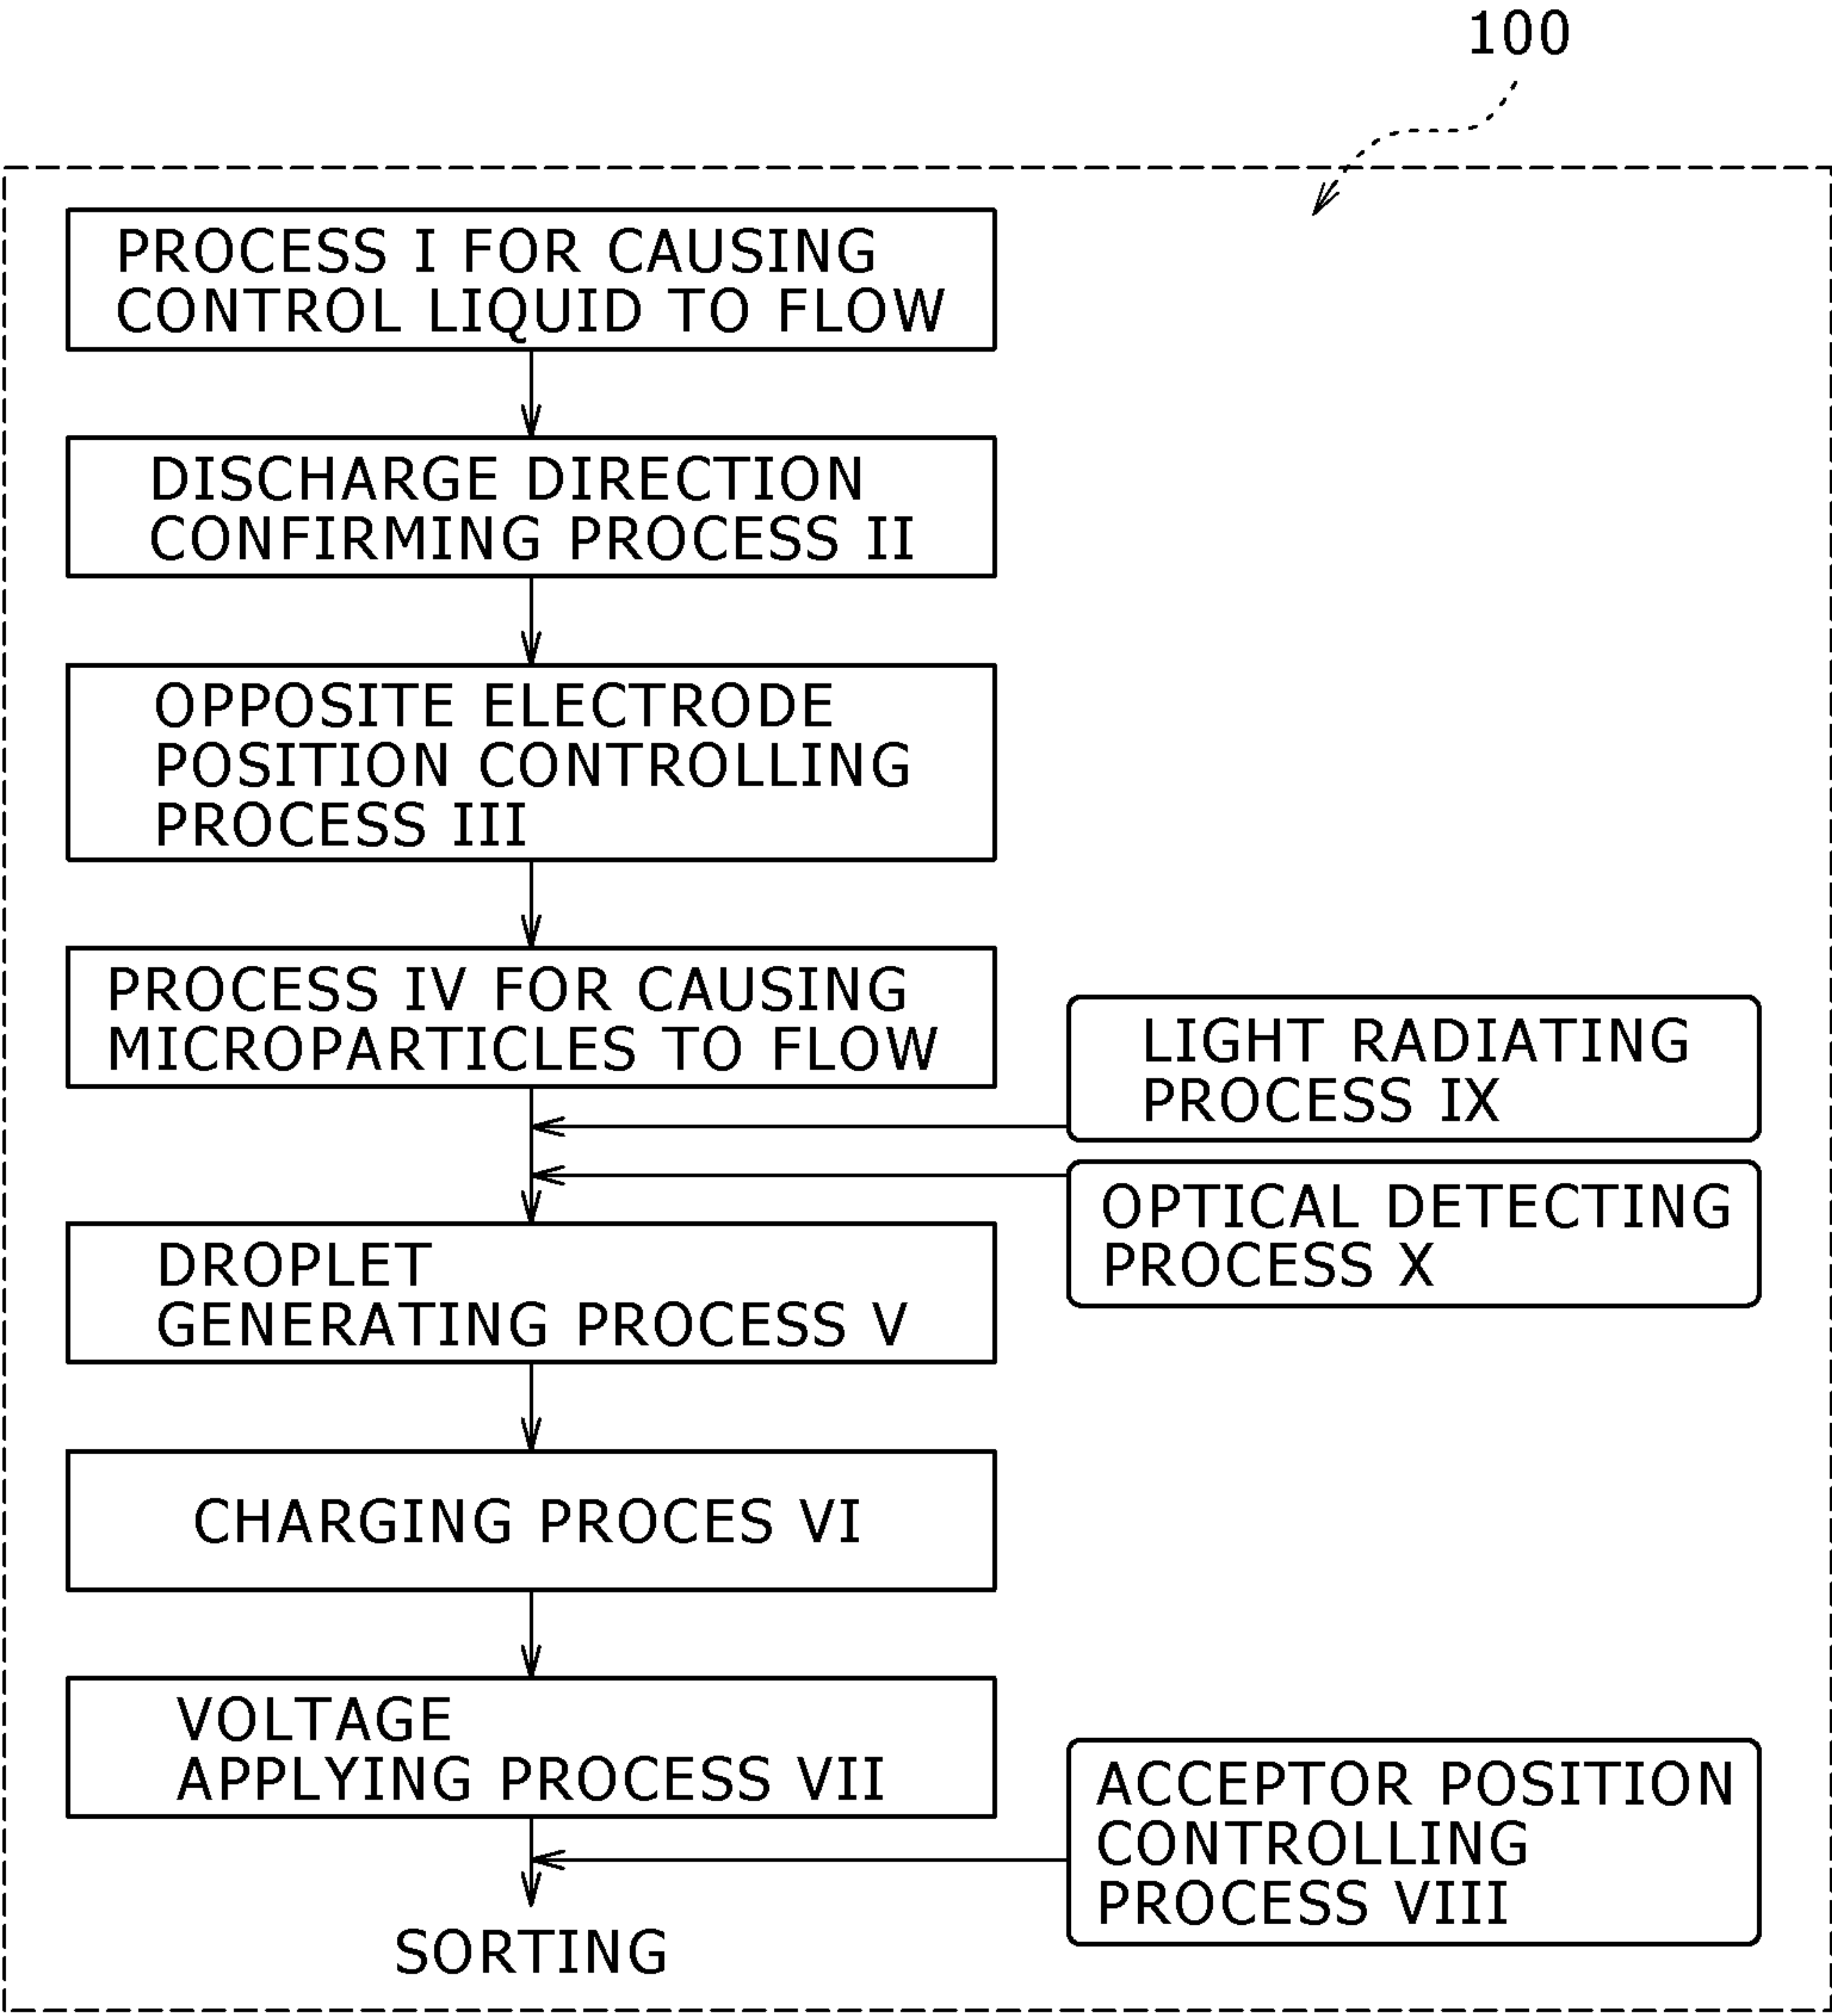 100
PROCESS I FOR CAUSING
CONTROL LIQUID TO FLOW
DISCHARGE DIRECTION
CONFIRMING PROCESS II
OPPOSITE ELECTRODE
POSITION CONTROLLING
PROCESS III
PROCESS IV FOR CAUSING
MICROPARTICLES TO FLOW
LIGHT RADIATING
PROCESS IX
OPTICAL DETECTING
PROCESS X
DROPLET
GENERATING PROCESS V
CHARGING PROCES VI
VOLTAGE
APPLYING PROCESS VII
ACCEPTOR POSITION
CONTROLLING
PROCESS VIII
SORTING